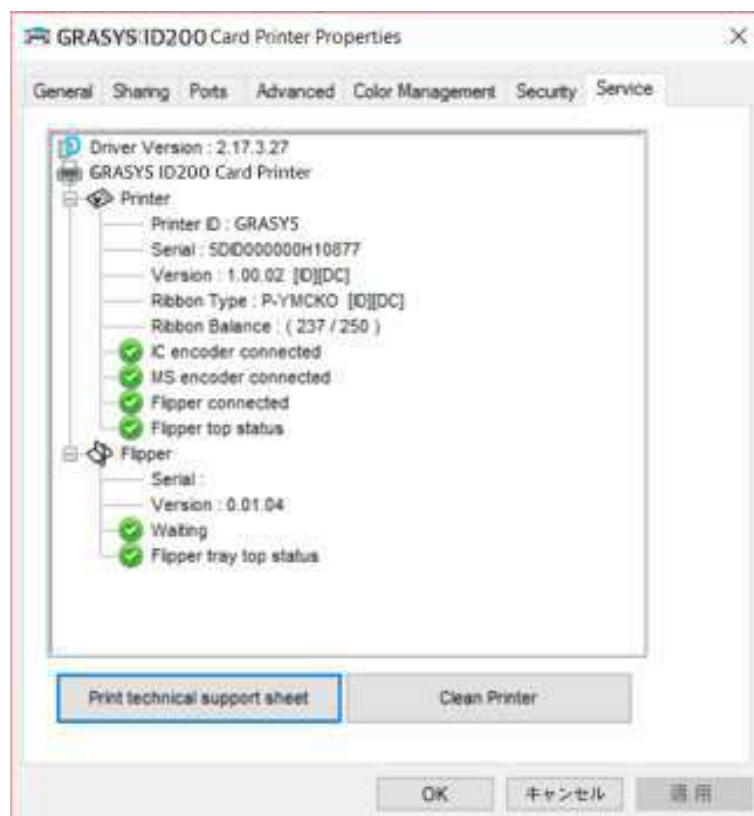 GRASYS ID200 Card Printer Properties
General Sharing Ports Advanced Color Management Security Service
Driver Version : 2.17.3.27
GRASYS ID200 Card Printer
Printer
Printer ID : GRASYS
Serial : 5DID000000H10877
Version : 1.00.02 [ID][DC]
Ribbon Type : P-YMCKO [ID][DC]
Ribbon Balance : ( 237 / 250 )
IC encoder connected
MS encoder connected
Flipper connected
Flipper top status
Flipper
Serial :
Version : 0.01.04
Waiting
Flipper tray top status
Print technical support sheet Clean Printer
OK キャンセル 適用